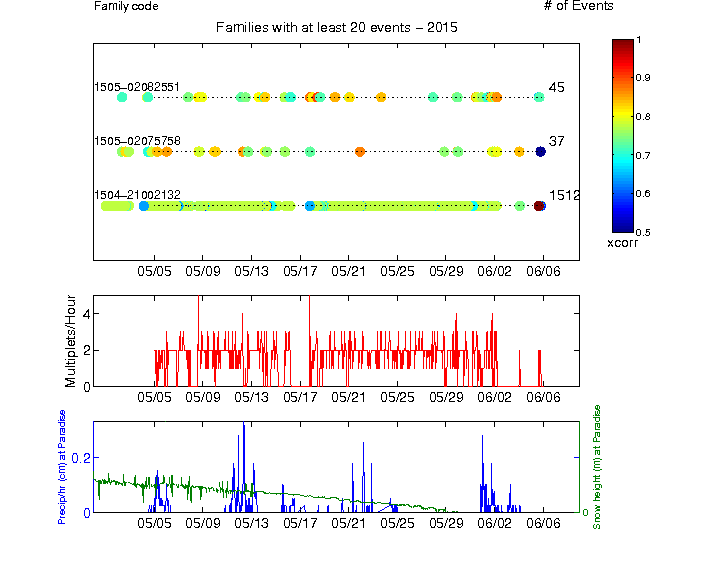 Family code # of Events
Families with at least 20 events – 2015
1505–02082551 45
1505–02075758 37
1504–21002132 1512
1
0.9
0.8
0.7
0.6
0.5
xcorr
05/05 05/09 05/13 05/17 05/21 05/25 05/29 06/02 06/06
Multiplets/Hour
4
2
0
05/05 05/09 05/13 05/17 05/21 05/25 05/29 06/02 06/06
Precip/hr (cm) at Paradise
0.2
0
0
Snow height (m) at Paradise
05/05 05/09 05/13 05/17 05/21 05/25 05/29 06/02 06/06